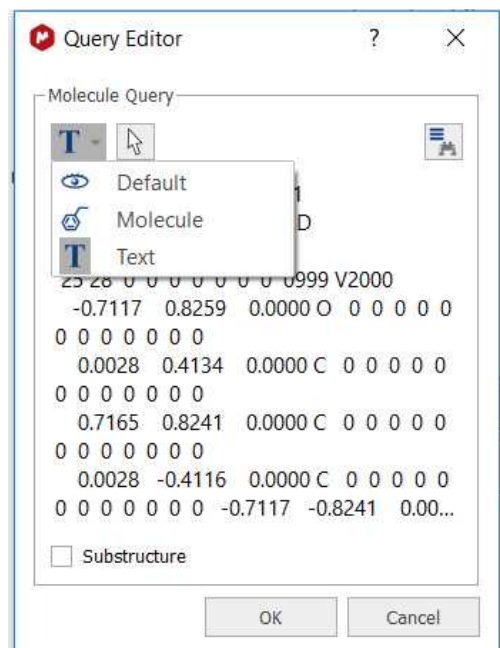 Query Editor ? ×
Molecule Query
T
Default
1
Molecule
D
T Text
25 28 0 0 0 0 0 0 0 0999 V2000
-0.7117 0.8259 0.0000 O 0 0 0 0 0
0 0 0 0 0 0 0
0.0028 0.4134 0.0000 C 0 0 0 0 0
0 0 0 0 0 0 0
0.7165 0.8241 0.0000 C 0 0 0 0 0
0 0 0 0 0 0 0
0.0028 -0.4116 0.0000 C 0 0 0 0 0
0 0 0 0 0 0 0 -0.7117 -0.8241 0.00...
Substructure
OK Cancel